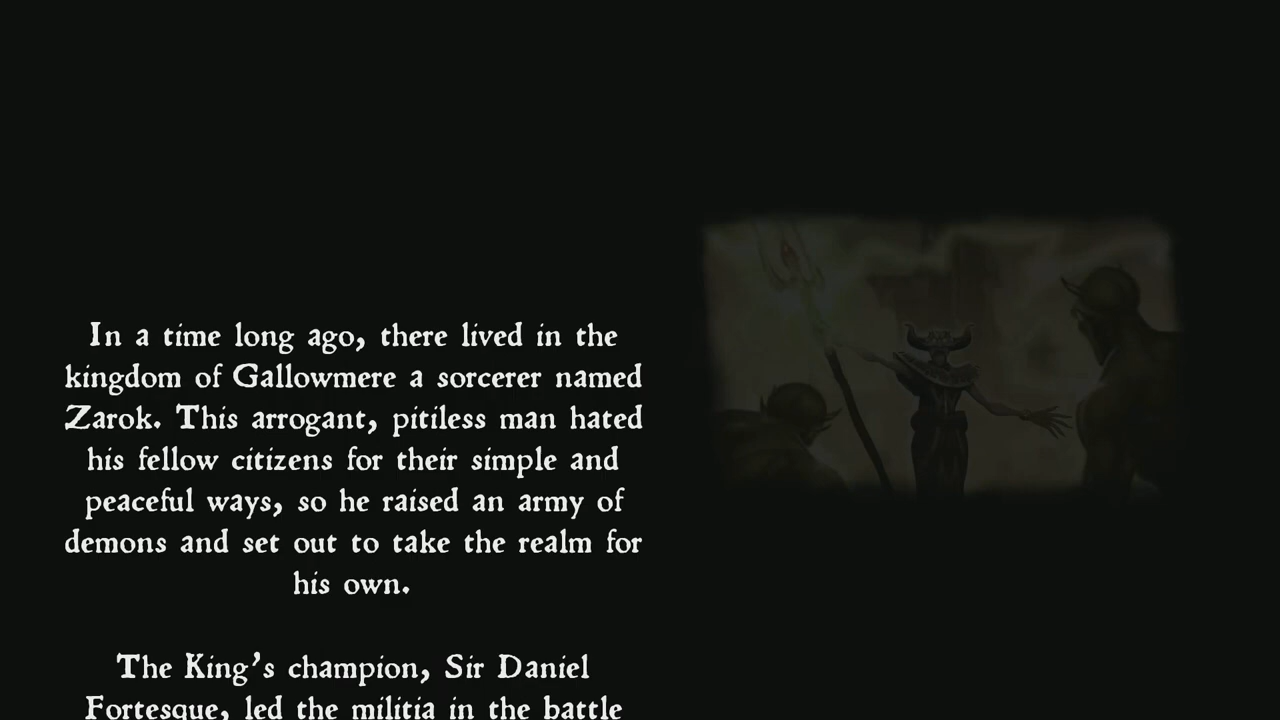 In a time long ago, there lived in the
kingdom of Gallowmere a sorcerer named
Zarok. This arrogant, pitiless man hated
his fellow citizens for their simple and
peaceful ways, so he raised an army of
demons and set out to take the realm for
his own.
The King's champion, Sir Daniel
Fortesque, led the militia in the battle